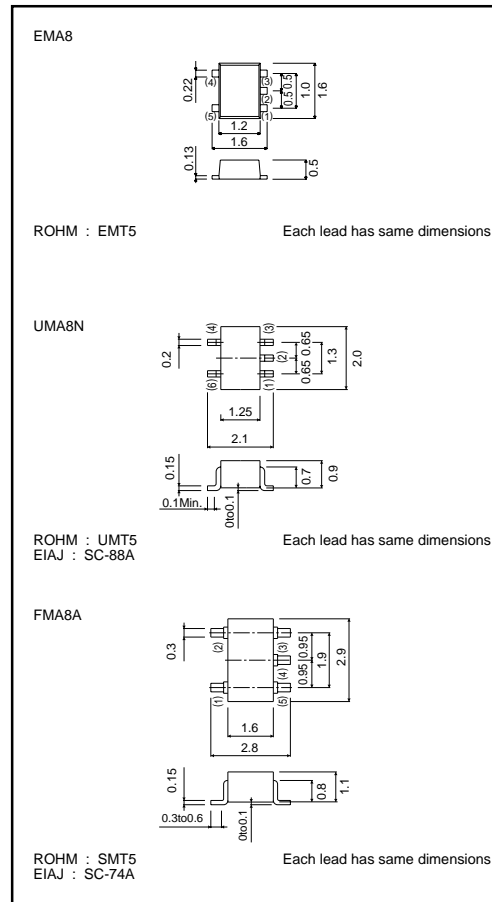 EMA8
0.22
(4)
(3)
(2)
(5)
(1)
0.5
0.5
1.0
1.6
1.2
1.6
0.13
0.5
ROHM : EMT5
Each lead has same dimensions
UMA8N
0.2
(4)
(3)
(2)
(6)
(1)
0.65
0.65
1.3
2.0
1.25
2.1
0.15
0.1Min.
0to0.1
0.7
0.9
ROHM : UMT5
Each lead has same dimensions
EIAJ : SC-88A
FMA8A
0.3
(2)
(3)
(4)
(1)
(5)
0.95
0.95
1.9
2.9
1.6
2.8
0.15
0.3to0.6
0to0.1
0.8
1.1
ROHM : SMT5
Each lead has same dimensions
EIAJ : SC-74A